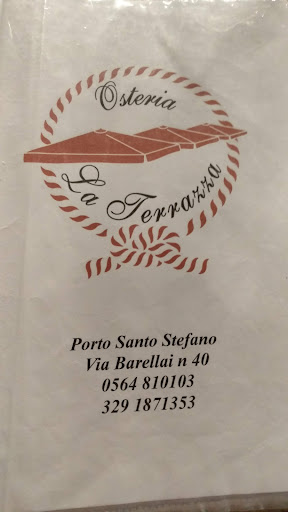 Osteria
La Terrazza
Porto Santo Stefano
Via Barellai n 40
0564 810103
329 1871353